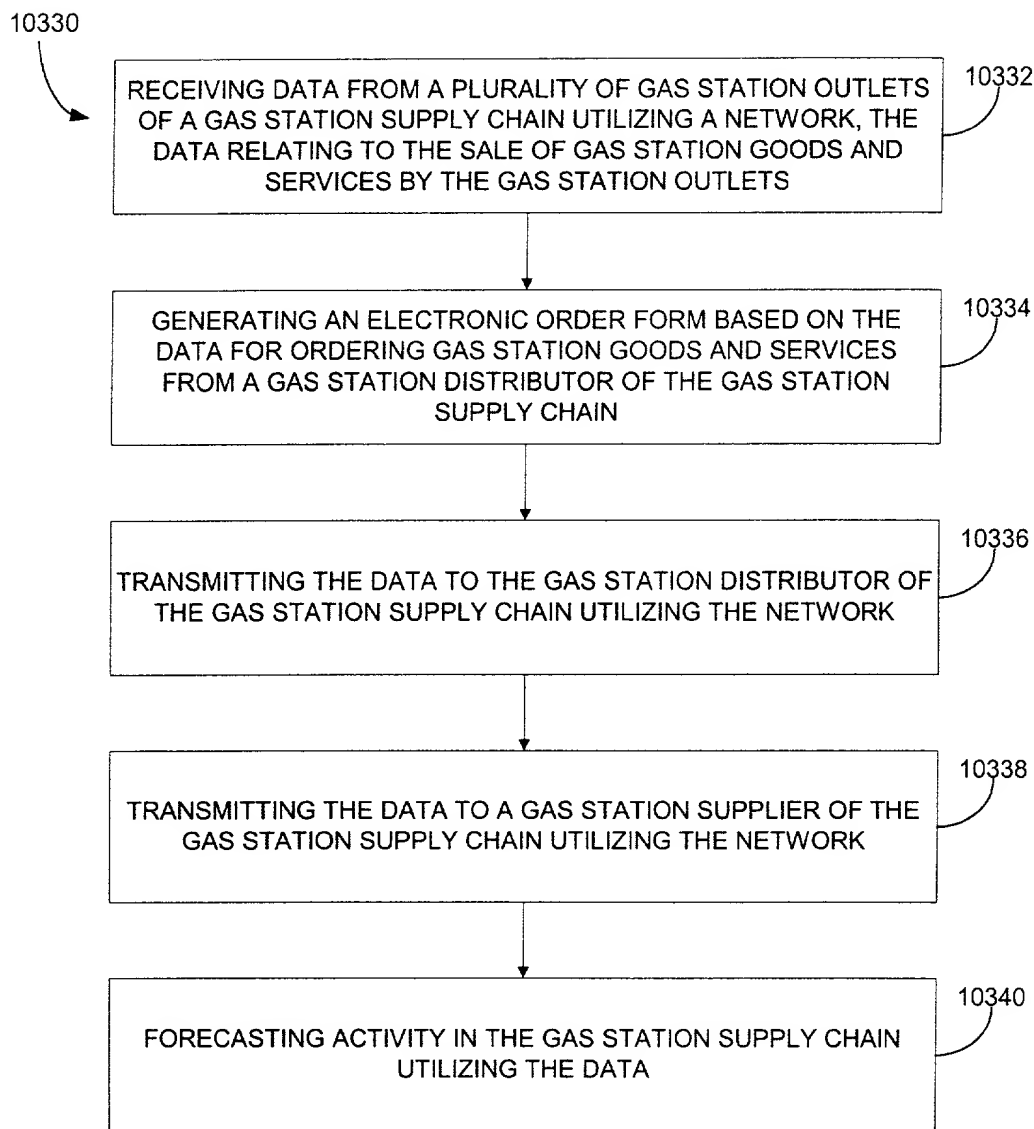 10330
10332
RECEIVING DATA FROM A PLURALITY OF GAS STATION OUTLETS
OF A GAS STATION SUPPLY CHAIN UTILIZING A NETWORK, THE
DATA RELATING TO THE SALE OF GAS STATION GOODS AND
SERVICES BY THE GAS STATION OUTLETS
10334
GENERATING AN ELECTRONIC ORDER FORM BASED ON THE
DATA FOR ORDERING GAS STATION GOODS AND SERVICES
FROM A GAS STATION DISTRIBUTOR OF THE GAS STATION
SUPPLY CHAIN
10336
TRANSMITTING THE DATA TO THE GAS STATION DISTRIBUTOR OF
THE GAS STATION SUPPLY CHAIN UTILIZING THE NETWORK
10338
TRANSMITTING THE DATA TO A GAS STATION SUPPLIER OF THE
GAS STATION SUPPLY CHAIN UTILIZING THE NETWORK
10340
FORECASTING ACTIVITY IN THE GAS STATION SUPPLY CHAIN
UTILIZING THE DATA